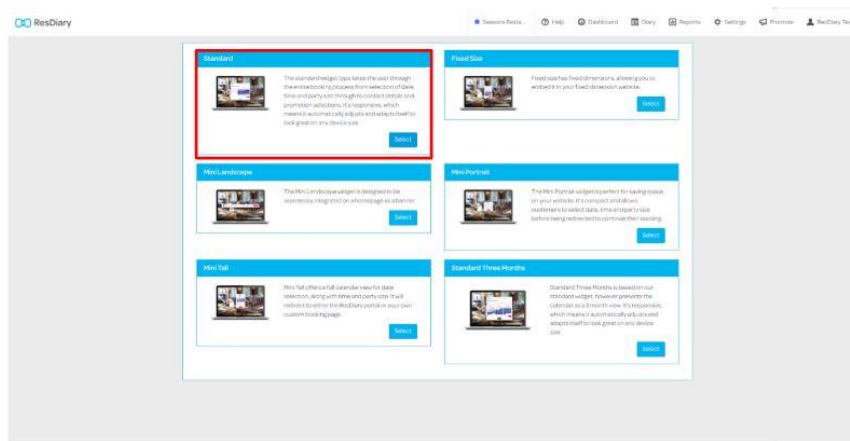 ResDiary
Seasons Resta...
Help
Dashboard
Diary
Reports
Settings
Promote
ResDiary Tea
Standard
The standard widget type takes the user through
the entire booking process from selection of date,
time and party size through to contact details and
promotion selections. It's responsive, which
means it automatically adjusts and adapts itself to
look great on any device size.
Select
Fixed Size
Fixed size has fixed dimensions, allowing you to
embed it in your fixed dimension website.
Select
Mini Landscape
The Mini Landscape widget is designed to be
seamlessly integrated on a homepage as a banner.
Select
Mini Portrait
The Mini Portrait widget is perfect for saving space
on your website. It's compact and allows
customers to select date, time and party size
before being redirected to continue their booking.
Select
Mini Tall
Mini Tall offers a full calendar view for date
selection, along with time and party size. It will
redirect to either the ResDiary portal or your own
custom booking page.
Select
Standard Three Months
Standard Three Months is based on our
standard widget, however presents the
calendar as a 3 month view. It's responsive,
which means it automatically adjusts and
adapts itself to look great on any device
size.
Select